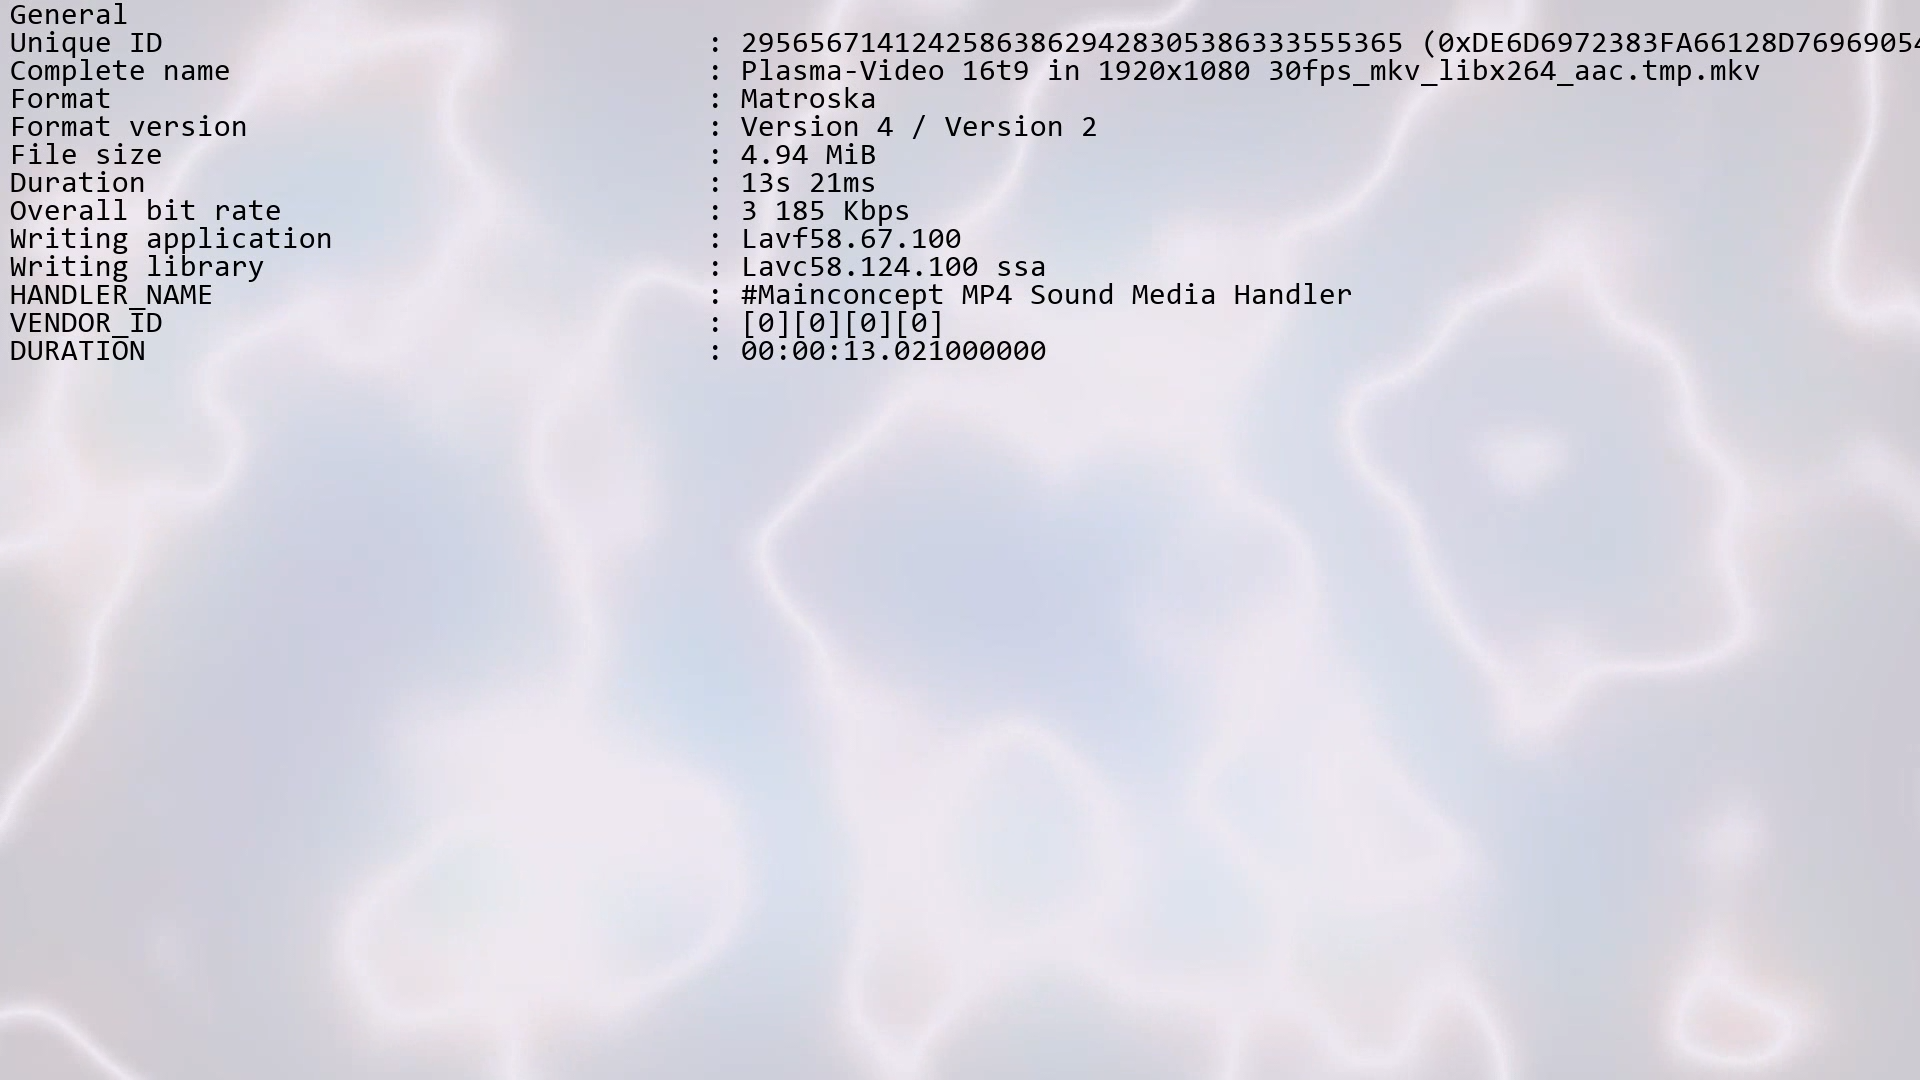 General
Unique ID : 295656714124258638629428305386333555365 (0xDE6D6972383FA66128D76969054
Complete name : Plasma-Video 16t9 in 1920x1080 30fps_mkv_libx264_aac.tmp.mkv
Format : Matroska
Format version : Version 4 / Version 2
File size : 4.94 MiB
Duration : 13s 21ms
Overall bit rate : 3 185 Kbps
Writing application : Lavf58.67.100
Writing library : Lavc58.124.100 ssa
HANDLER_NAME : #Mainconcept MP4 Sound Media Handler
VENDOR_ID : [0][0][0][0]
DURATION : 00:00:13.021000000